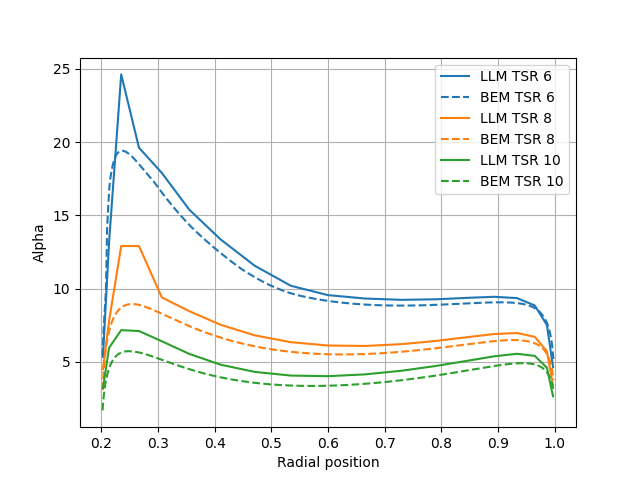 25
20
15
10
5
Alpha
LLM TSR 6
BEM TSR 6
LLM TSR 8
BEM TSR 8
LLM TSR 10
BEM TSR 10
0.2 0.3 0.4 0.5 0.6 0.7 0.8 0.9 1.0
Radial position